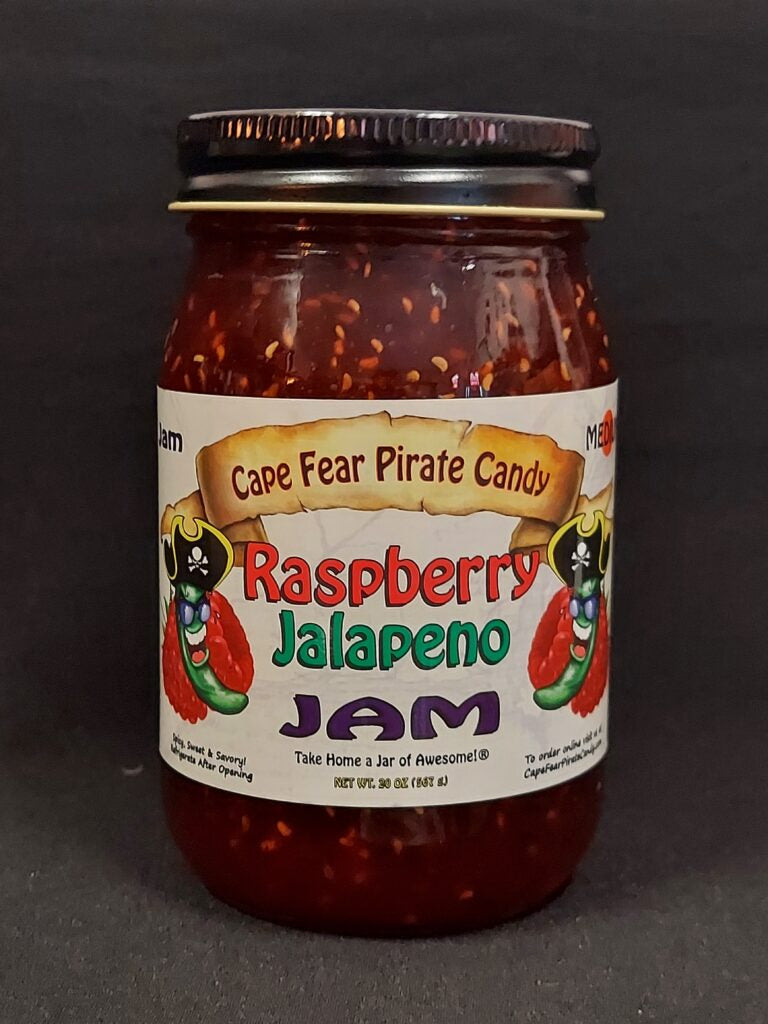 Jam
MEDIU
Cape Fear Pirate Candy
Raspberry
Jalapeno
JAM
Take Home a Jar of Awesome!®
NET WT. 20 OZ (567 g)
Spicy, Sweet & Savory!
Refrigerate After Opening
To order online visit us at
CapeFearPirateCandy.com